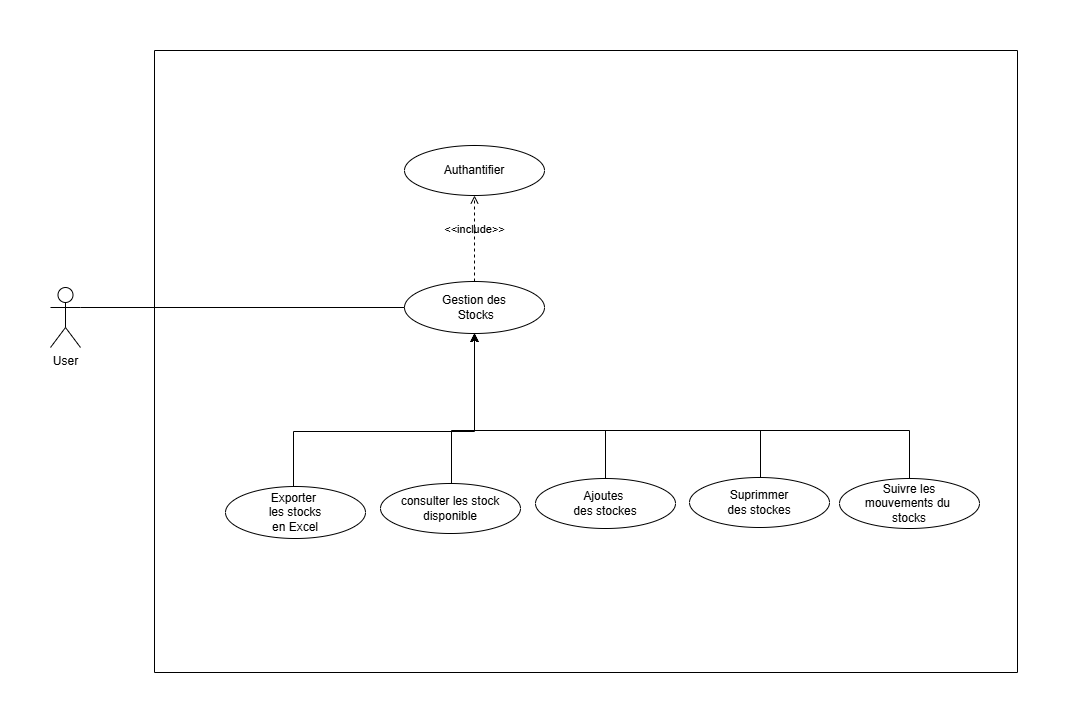 Authantifier
<<include>>
Gestion des
Stocks
User
Exporter
les stocks
en Excel
consulter les stock
disponible
Ajoutes
des stockes
Suprimmer
des stockes
Suivre les
mouvements du
stocks